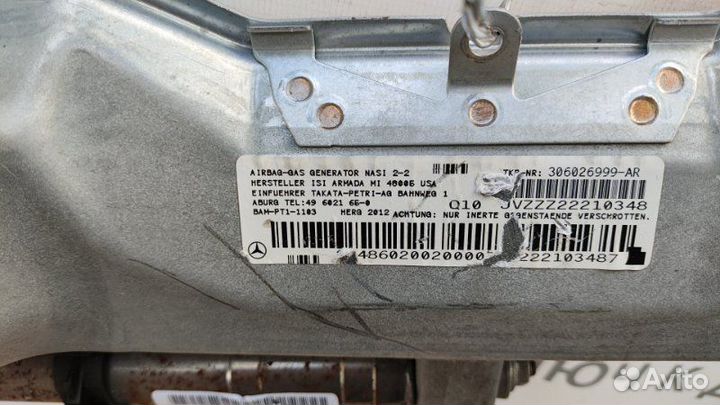 AIRBAG-GAS GENERATOR NASI 2-2
HERSTELLER ISI ARMADA MI 48005 USA
EINFUEHRER TAKATA-PETRI-AG BAHNWEG 1
ABURG TEL:49 6021 65-0
BAM-PT1-1103 HERG 2012 ACHTUNG: NUR INERTE GEGENSTAENDE VERSCHROTTEN.
TKP-NR: 306026999-AR
Q10 JVZZZ22210348
486020020000 222103487
Avito